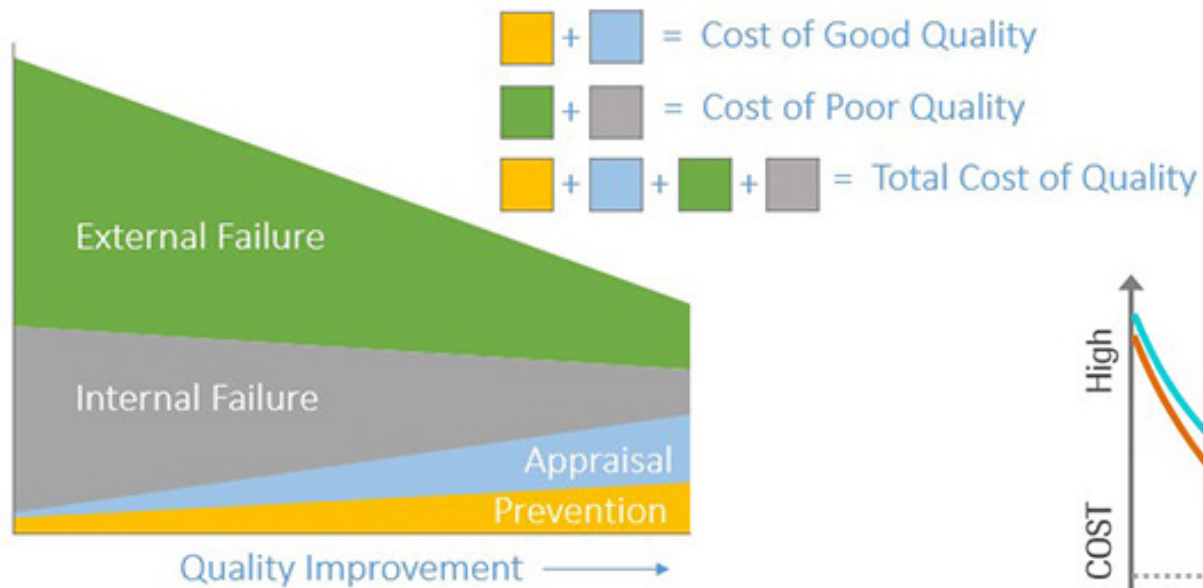 + = Cost of Good Quality
+ = Cost of Poor Quality
+ + + = Total Cost of Quality
External Failure
Internal Failure
Appraisal
Prevention
Quality Improvement
High
COST